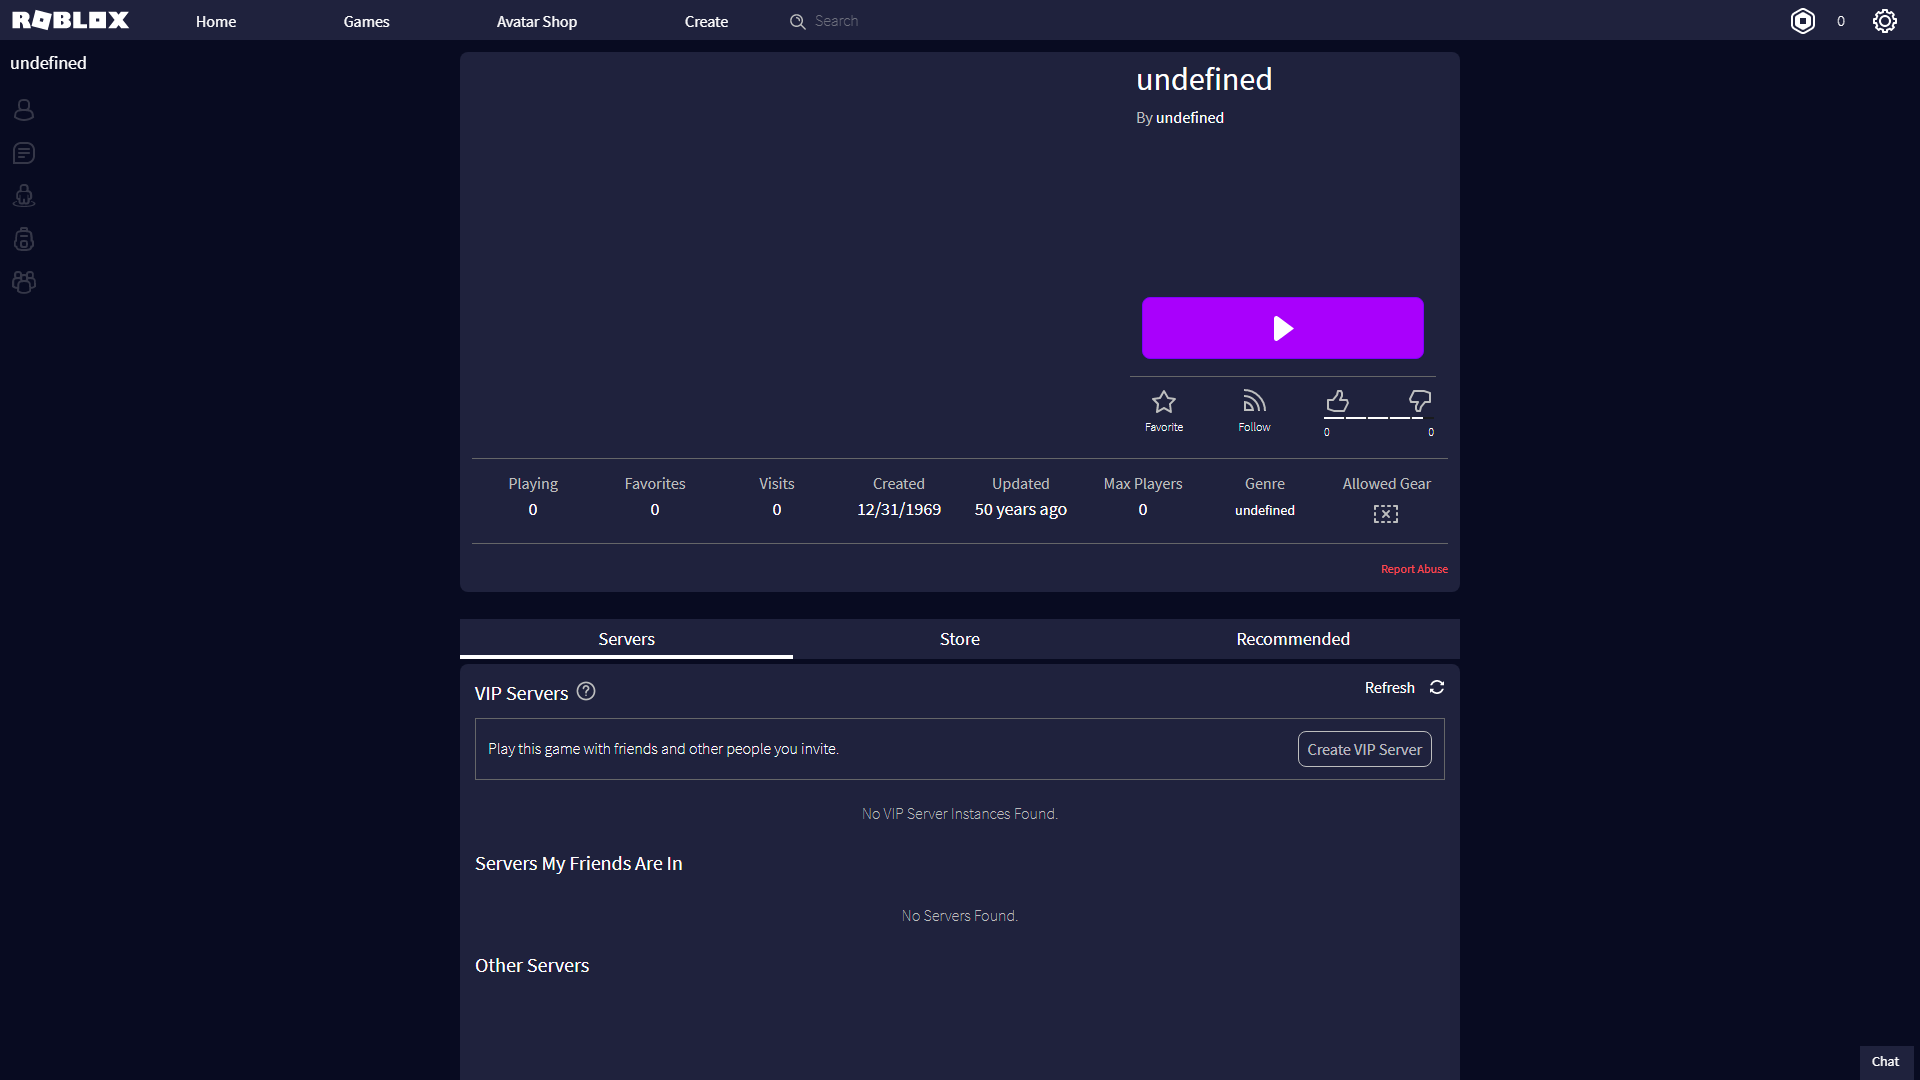 ROBLOX Home Games Avatar Shop Create Search 0
undefined
undefined
By undefined
Favorite Follow
0 0
Playing Favorites Visits Created Updated Max Players Genre Allowed Gear
0 0 0 12/31/1969 50 years ago 0 undefined
Report Abuse
Servers Store Recommended
VIP Servers ? Refresh
Play this game with friends and other people you invite. Create VIP Server
No VIP Server Instances Found.
Servers My Friends Are In
No Servers Found.
Other Servers
Chat